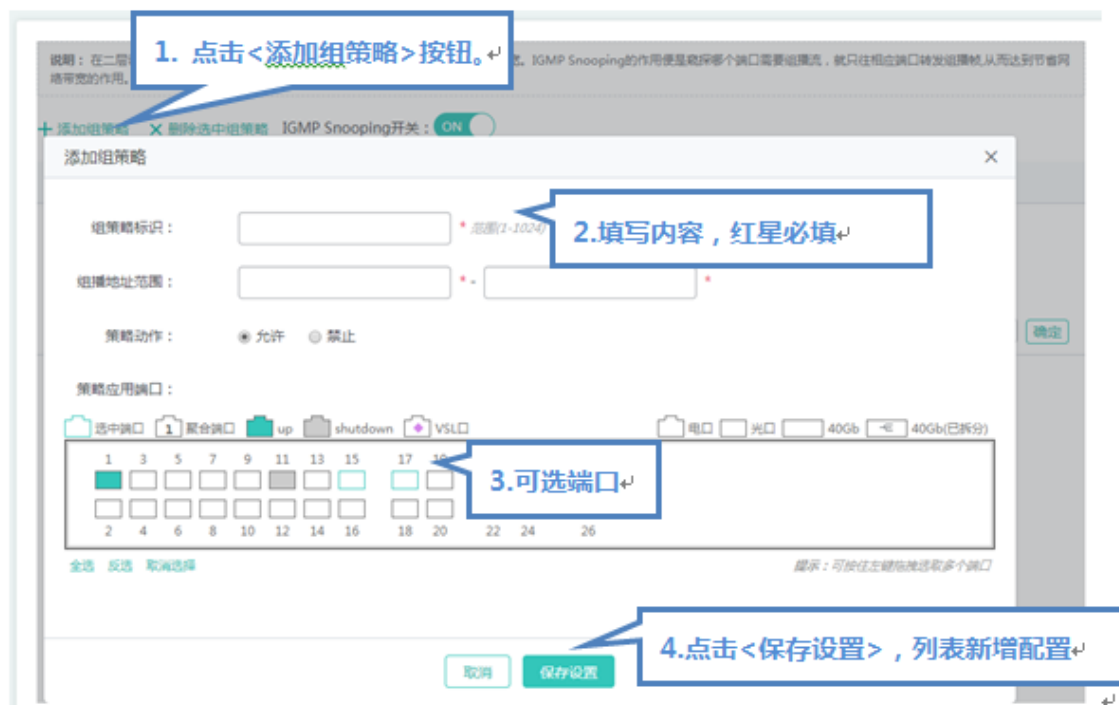 1. 点击<添加组策略>按钮。
说明：在二层
。IGMP Snooping的作用便是窥探哪个端口需要组播流，就只往相应端口转发组播帧,从而达到节省网
络带宽的作用。
添加组策略 删除选中组策略 IGMP Snooping开关： ON
添加组策略 ×
组策略标识： * 范围(1-1024)
2.填写内容，红星必填
组播地址范围： * - *
策略动作： 允许 禁止
确定
策略应用端口：
选中端口 1 聚合端口 up shutdown VSL口 电口 光口 40Gb 40Gb(已拆分)
1 3 5 7 9 11 13 15 17 19
3.可选端口
2 4 6 8 10 12 14 16 18 20 22 24 26
全选 反选 取消选择 提示：可按住左键拖拽选取多个端口
4.点击<保存设置>，列表新增配置
取消 保存设置